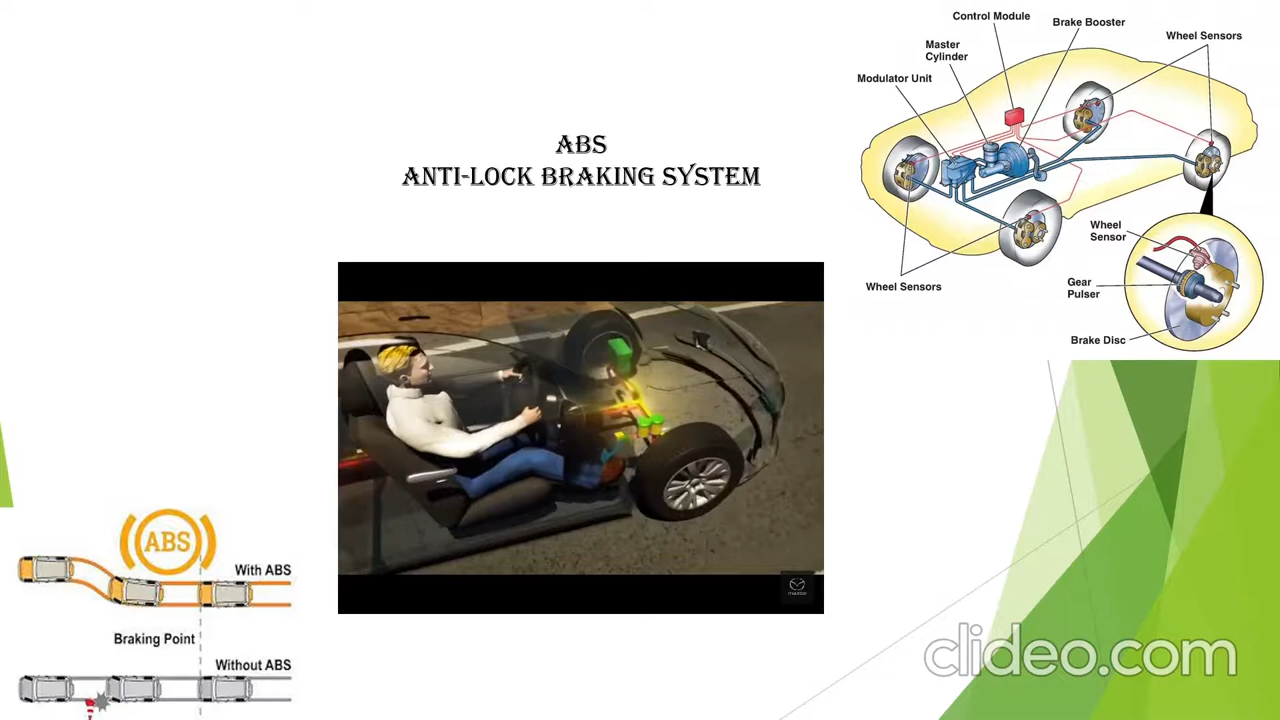 ABS
ANTI-LOCK BRAKING SYSTEM
Control Module
Brake Booster
Wheel Sensors
Master
Cylinder
Modulator Unit
Wheel
Sensor
Gear
Pulser
Wheel Sensors
Brake Disc
mazda
ABS
With ABS
Braking Point
Without ABS
clideo.com